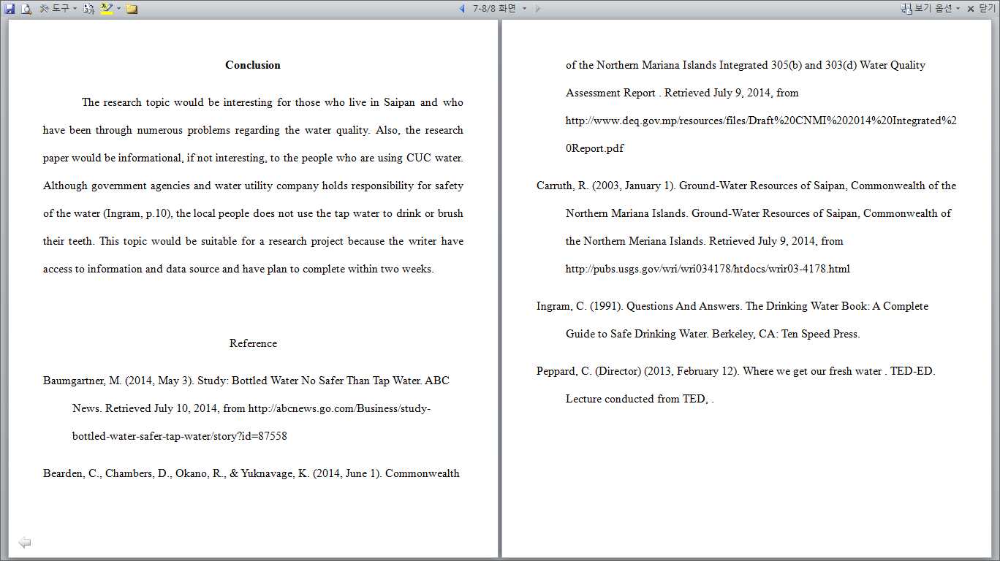 도구
7-8/8 화면
보기 옵션
닫기
Conclusion
The research topic would be interesting for those who live in Saipan and who
have been through numerous problems regarding the water quality. Also, the research
paper would be informational, if not interesting, to the people who are using CUC water.
Although government agencies and water utility company holds responsibility for safety
of the water (Ingram, p.10), the local people does not use the tap water to drink or brush
their teeth. This topic would be suitable for a research project because the writer have
access to information and data source and have plan to complete within two weeks.
Reference
Baumgartner, M. (2014, May 3). Study: Bottled Water No Safer Than Tap Water. ABC
News. Retrieved July 10, 2014, from http://abcnews.go.com/Business/study-
bottled-water-safer-tap-water/story?id=87558
Bearden, C., Chambers, D., Okano, R., & Yuknavage, K. (2014, June 1). Commonwealth
of the Northern Mariana Islands Integrated 305(b) and 303(d) Water Quality
Assessment Report . Retrieved July 9, 2014, from
http://www.deq.gov.mp/resources/files/Draft%20CNMI%202014%20Integrated%2
0Report.pdf
Carruth, R. (2003, January 1). Ground-Water Resources of Saipan, Commonwealth of the
Northern Mariana Islands. Ground-Water Resources of Saipan, Commonwealth of
the Northern Meriana Islands. Retrieved July 9, 2014, from
http://pubs.usgs.gov/wri/wri034178/htdocs/wrir03-4178.html
Ingram, C. (1991). Questions And Answers. The Drinking Water Book: A Complete
Guide to Safe Drinking Water. Berkeley, CA: Ten Speed Press.
Peppard, C. (Director) (2013, February 12). Where we get our fresh water . TED-ED.
Lecture conducted from TED, .